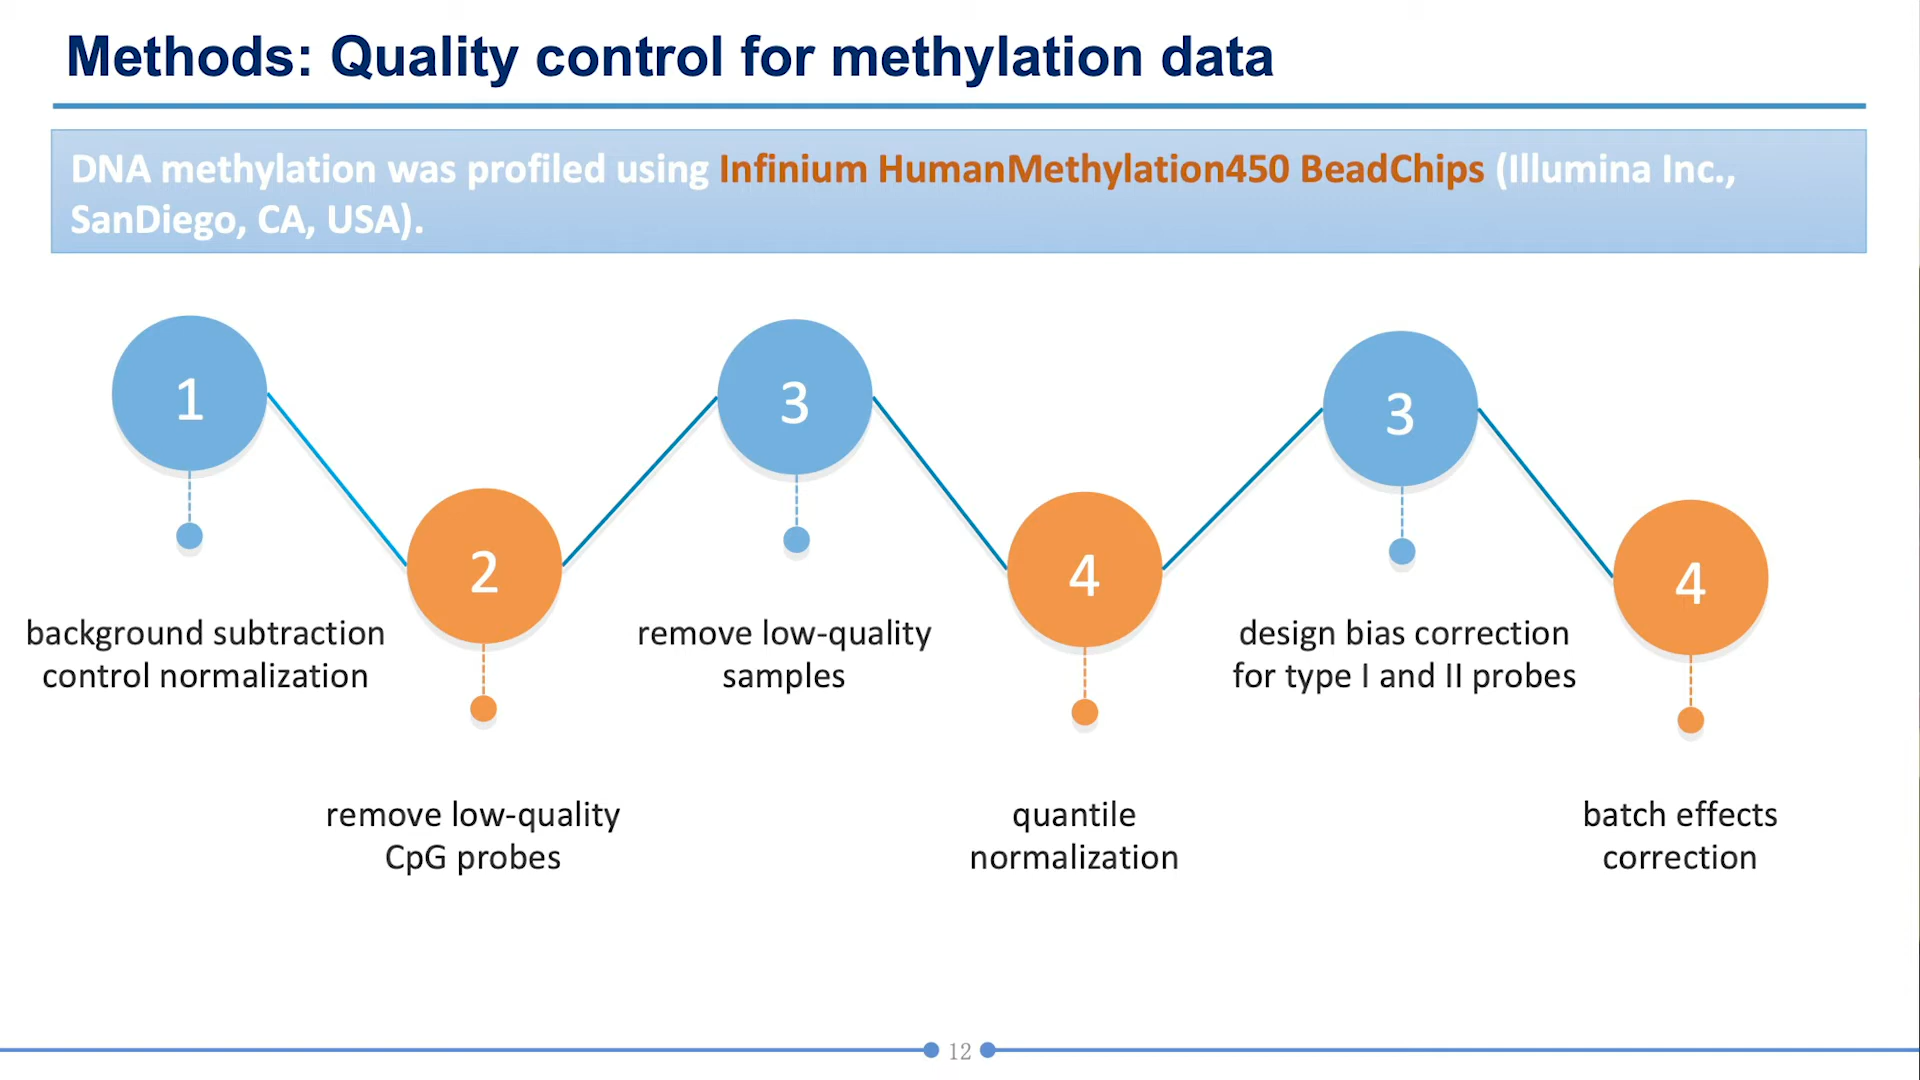 Methods: Quality control for methylation data
DNA methylation was profiled using Infinium HumanMethylation450 BeadChips (Illumina Inc.,
SanDiego, CA, USA).
1
background subtraction
control normalization
2
remove low-quality
CpG probes
3
remove low-quality
samples
4
quantile
normalization
3
design bias correction
for type I and II probes
4
batch effects
correction
12